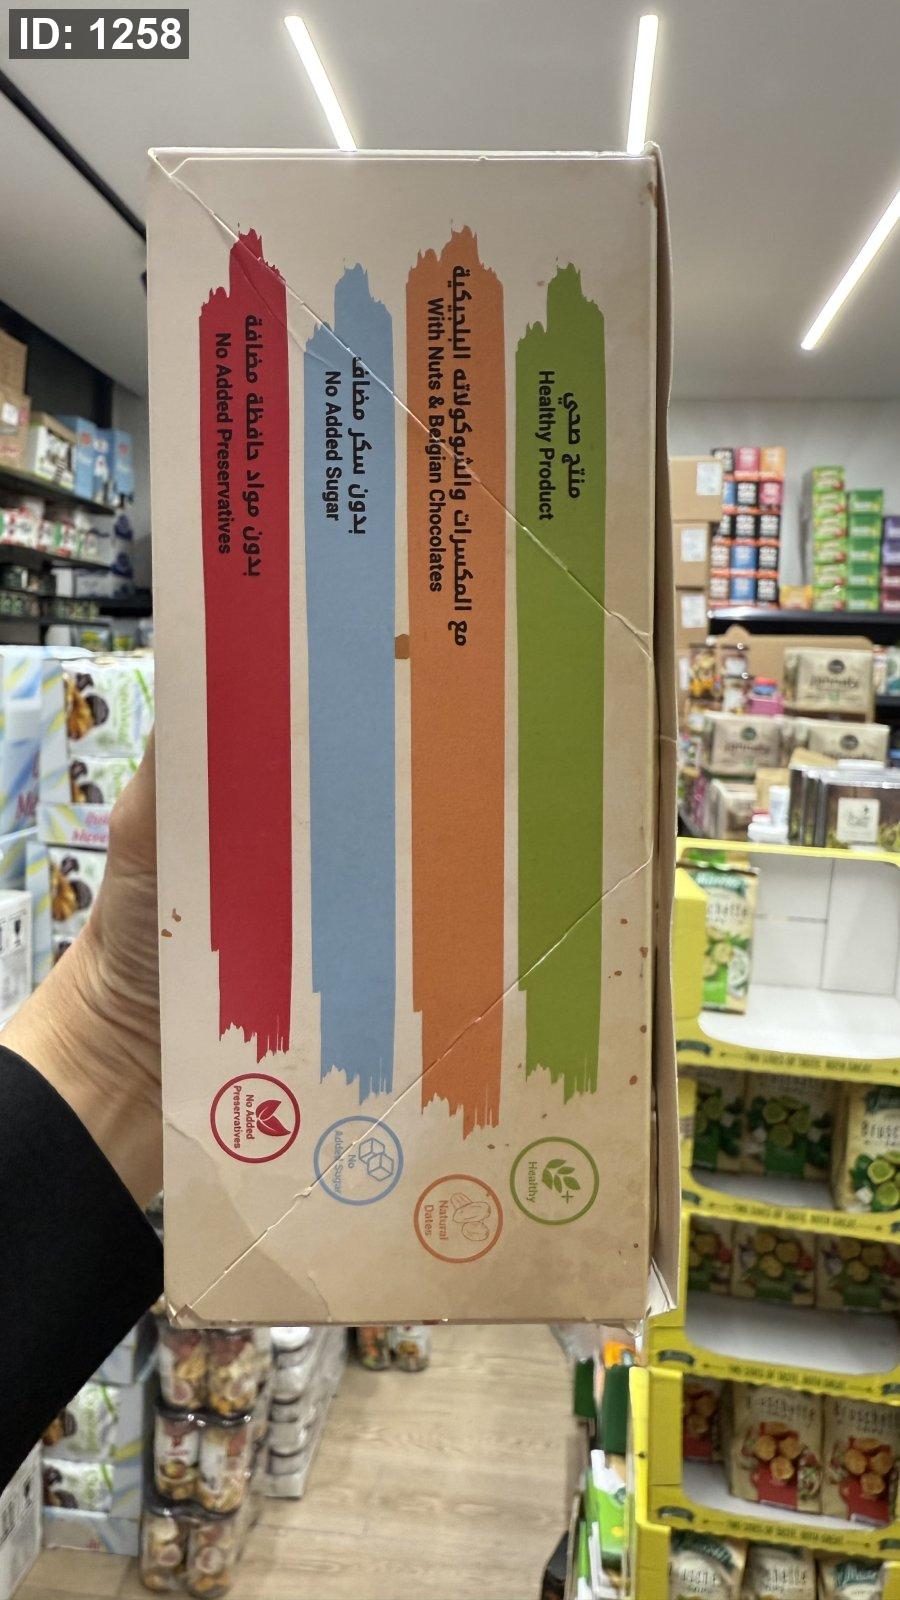 ID: 1258
منتج صحي
Healthy Product
مع المكسرات والشوكولاته البلجيكية
With Nuts & Belgian Chocolates
بدون سكر مضاف
No Added Sugar
بدون مواد حافظة مضافة
No Added Preservatives
Healthy
Natural
Dates
No
Added Sugar
No Added
Preservatives